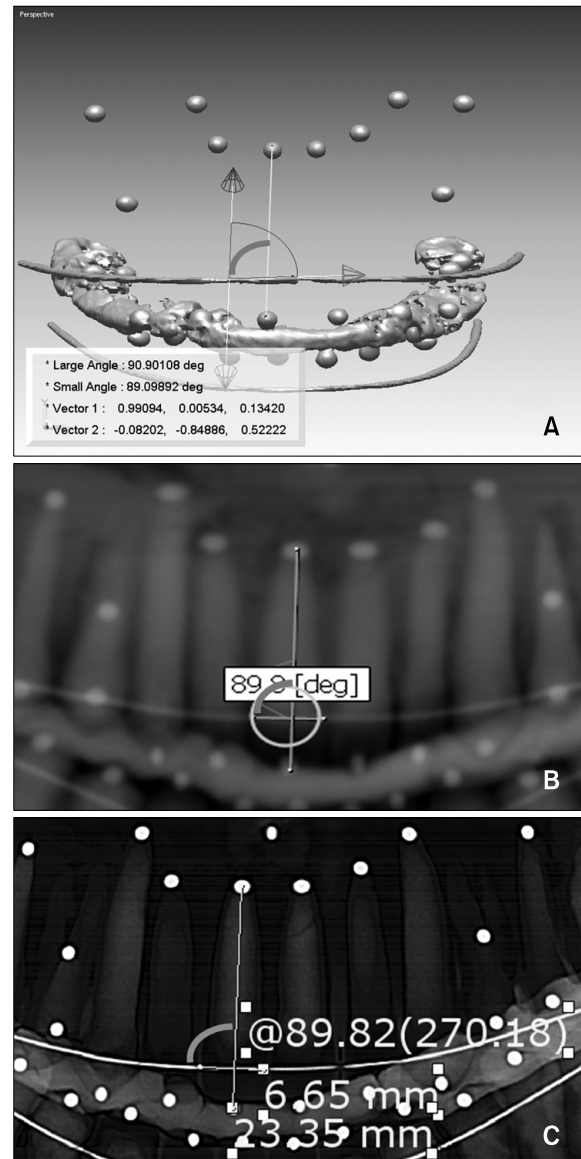 Perspective
* Large Angle : 90.90108 deg
* Small Angle : 89.09892 deg
* Vector 1 : 0.99094, 0.00534, 0.13420
* Vector 2 : -0.08202, -0.84886, 0.52222
A
89.8 [deg]
B
@89.82(270.18)
6.65 mm
23.35 mm
C